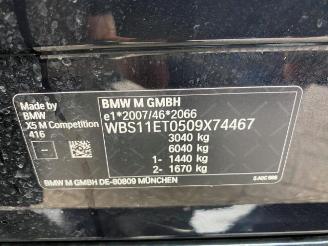 BMW M GMBH
Made by
BMW
X5 M Competition
416
e1*2007/46*2066
WBS11ET0509X74467
3040 kg
6040 kg
1- 1440 kg
2- 1670 kg
BMW M GMBH DE-80809 MÜNCHEN